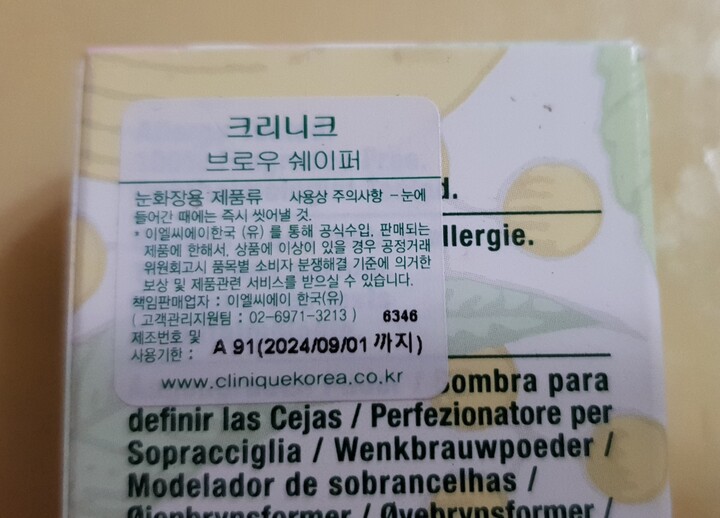 크리니크
브로우 쉐이퍼
d.
눈화장용 제품류 사용상 주의사항 - 눈에
들어간 때에는 즉시 씻어낼 것.
* 이엘씨에이한국 (유) 를 통해 공식수입, 판매되는
제품에 한해서, 상품에 이상이 있을 경우 공정거래
위원회고시 품목별 소비자 분쟁해결 기준에 의거한
보상 및 제품관련 서비스를 받으실 수 있습니다.
llergie.
책임판매업자 : 이엘씨에이 한국(유)
( 고객관리지원팀 : 02-6971-3213 ) 6346
제조번호 및
사용기한 : A 91(2024/09/01 까지)
www.cliniquekorea.co.kr
ombra para
definir las Cejas / Perfezionatore per
Sopracciglia / Wenkbrauwpoeder /
Modelador de sobrancelhas /
Øjenbrynsformer / Øyebrynsformer /